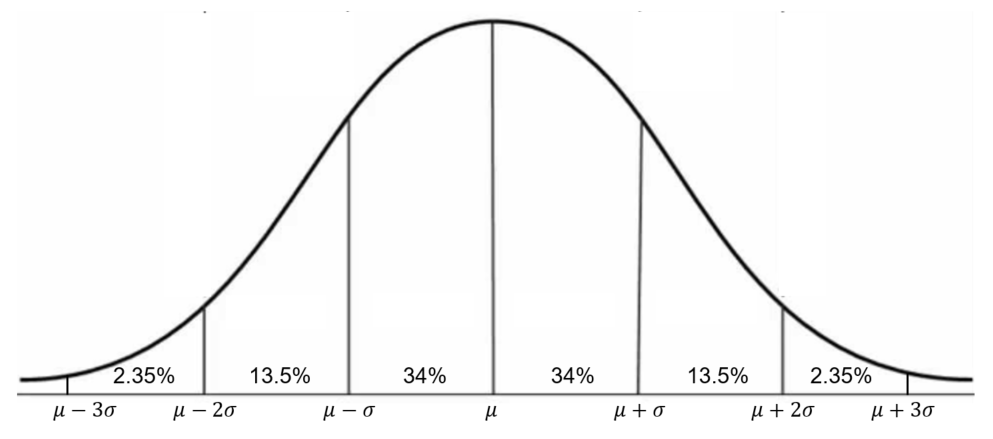 2.35% 13.5% 34% 34% 13.5% 2.35%
μ − 3σ μ − 2σ μ − σ μ μ + σ μ + 2σ μ + 3σ